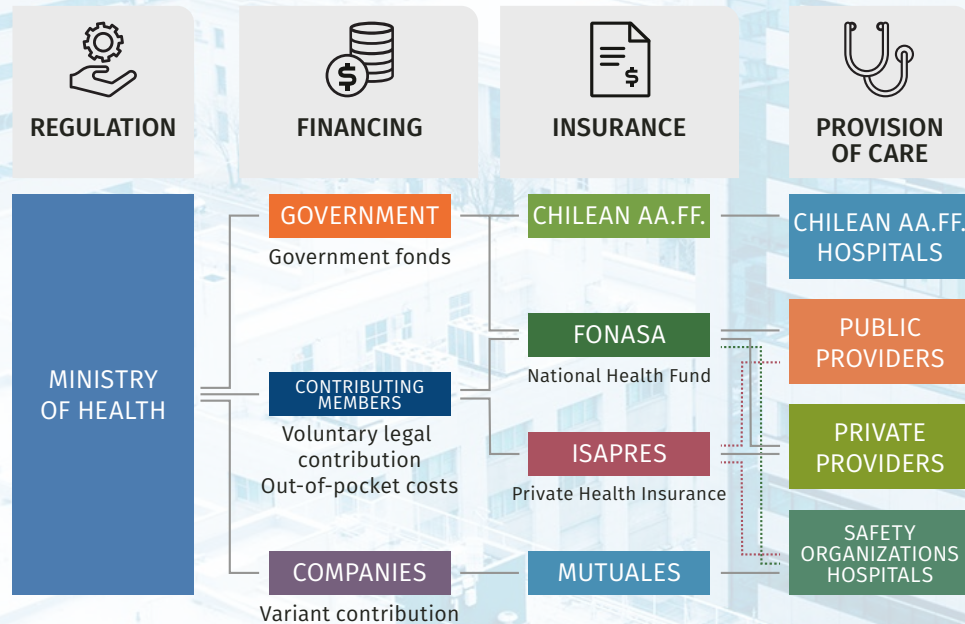 REGULATION
FINANCING
INSURANCE
PROVISION
OF CARE
$
$
MINISTRY
OF HEALTH
GOVERNMENT
Government fonds
CONTRIBUTING
MEMBERS
Voluntary legal
contribution
Out-of-pocket costs
COMPANIES
Variant contribution
CHILEAN AA.FF.
FONASA
National Health Fund
ISAPRES
Private Health Insurance
MUTUALES
CHILEAN AA.FF.
HOSPITALS
PUBLIC
PROVIDERS
PRIVATE
PROVIDERS
SAFETY
ORGANIZATIONS
HOSPITALS